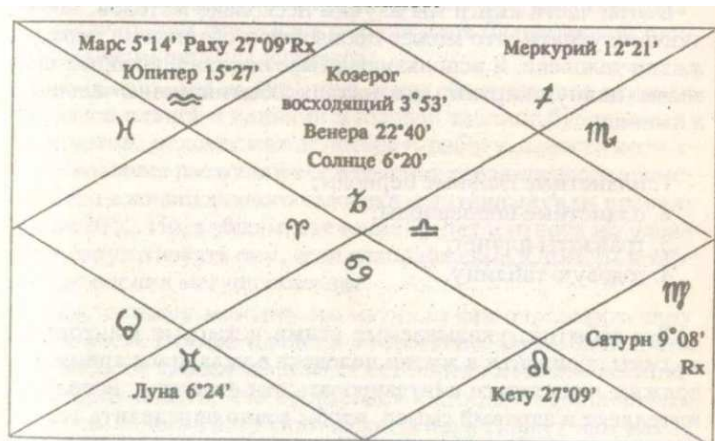 Марс 5°14' Раху 27°09'Rx
Юпитер 15°27'
Меркурий 12°21'
Козерог
восходящий 3°53'
Венера 22°40'
Солнце 6°20'
♒
♐
♓
♏
♑
♈
♎
♋
♉
♍
Сатурн 9°08'
Rx
♊
♌
Луна 6°24'
Кету 27°09'